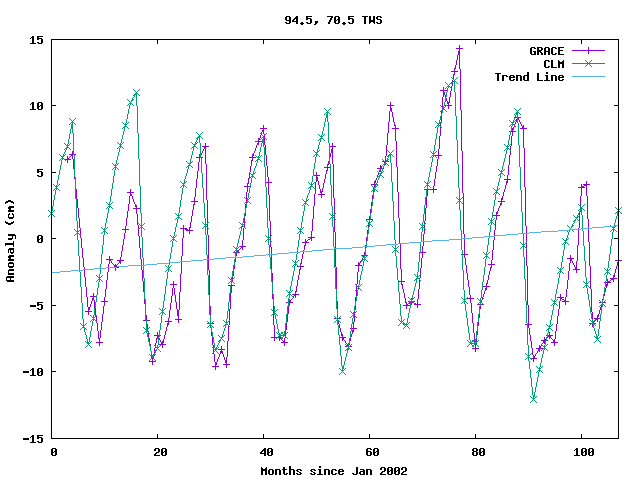 94.5, 70.5 TWS
GRACE
CLM
Trend Line
15
10
5
0
-5
-10
-15
Anomaly (cm)
0 20 40 60 80 100
Months since Jan 2002